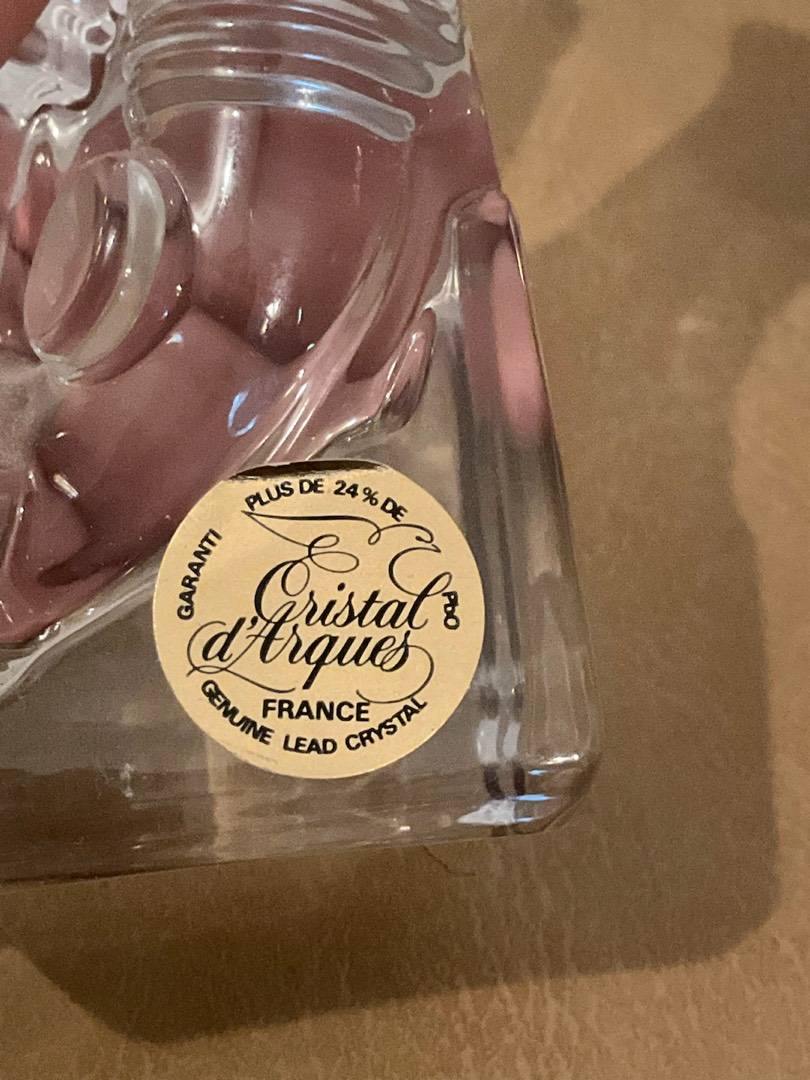 GARANTI PLUS DE 24 % DE PbO
Cristal
d'Arques
FRANCE
GENUINE LEAD CRYSTAL